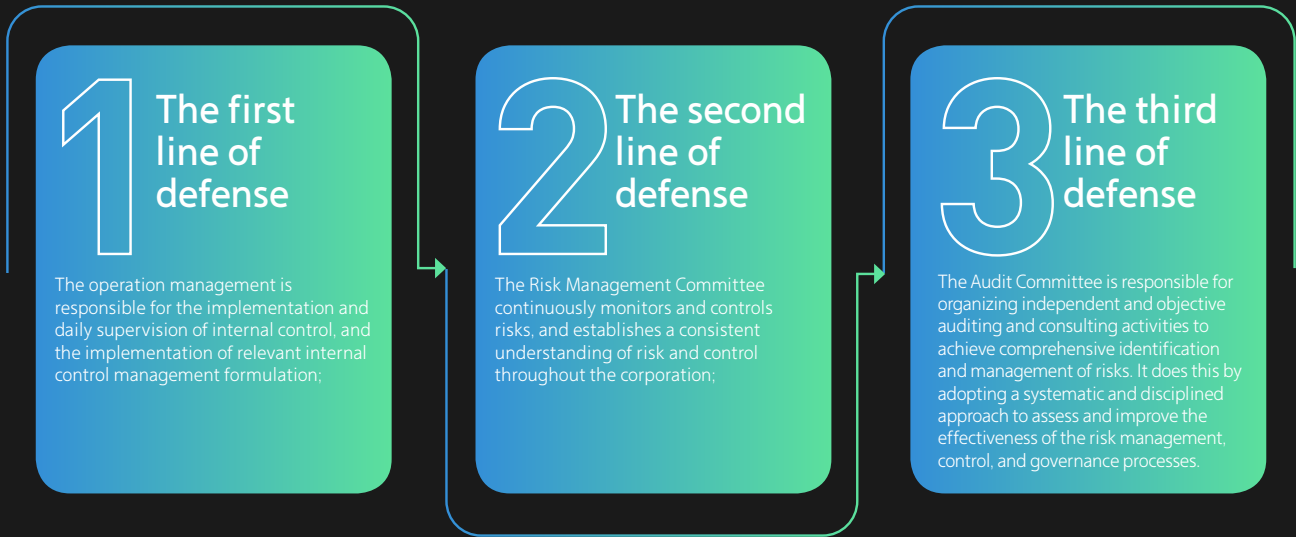 1
The first
line of
defense
The operation management is
responsible for the implementation and
daily supervision of internal control, and
the implementation of relevant internal
control management formulation;
2
The second
line of
defense
The Risk Management Committee
continuously monitors and controls
risks, and establishes a consistent
understanding of risk and control
throughout the corporation;
3
The third
line of
defense
The Audit Committee is responsible for
organizing independent and objective
auditing and consulting activities to
achieve comprehensive identification
and management of risks. It does this by
adopting a systematic and disciplined
approach to assess and improve the
effectiveness of the risk management,
control, and governance processes.